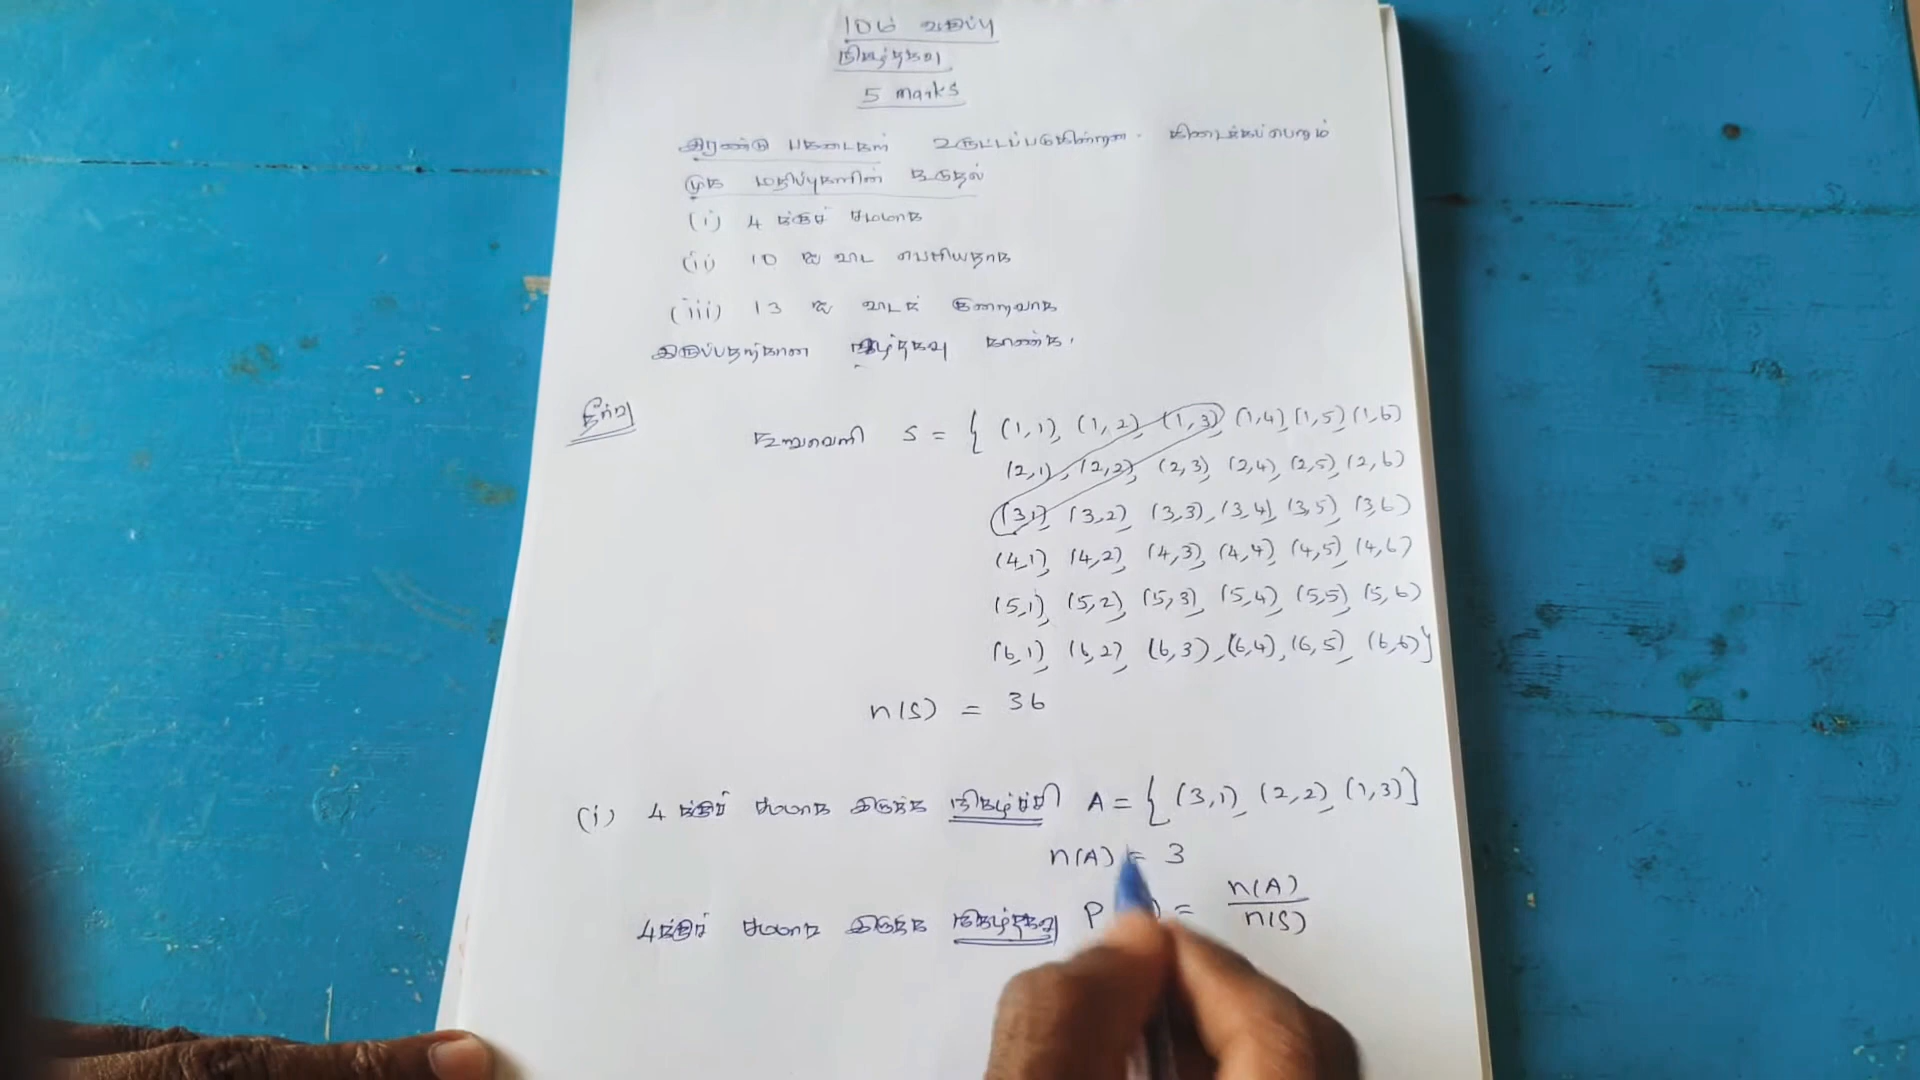 10ம் வகுப்பு
நிகழ்தகவு
5 marks
இரண்டு பகடைகள் உருட்டப்படுகின்றன. கிடைக்கப்பெறும்
முக மதிப்புகளின் கூடுதல்
(i) 4 க்குச் சமமாக
(ii) 10 ஐ விட பெரியதாக
(iii) 13 ஐ விடக் குறைவாக
இருப்பதற்கான நிகழ்தகவு காண்க.
தீர்வு
கூறுவெளி S = { (1,1), (1,2), (1,3), (1,4), (1,5), (1,6)
(2,1), (2,2), (2,3), (2,4), (2,5), (2,6)
(3,1), (3,2), (3,3), (3,4), (3,5), (3,6)
(4,1), (4,2), (4,3), (4,4), (4,5), (4,6)
(5,1), (5,2), (5,3), (5,4), (5,5), (5,6)
(6,1), (6,2), (6,3), (6,4), (6,5), (6,6)}
n(S) = 36
(i) 4 க்குச் சமமாக இருக்க நிகழ்ச்சி A = { (3,1), (2,2), (1,3)}
n(A) = 3
4க்குச் சமமாக இருக்க நிகழ்தகவு P ) = n(A)
n(S)